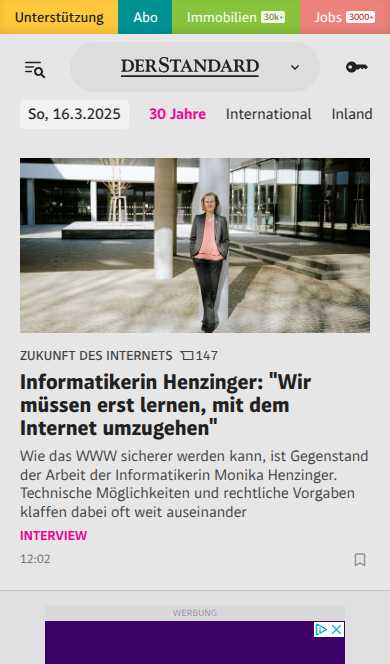 Unterstützung Abo Immobilien 30k+ Jobs 3000+
DERSTANDARD
So, 16.3.2025 30 Jahre International Inland
ZUKUNFT DES INTERNETS 147
Informatikerin Henzinger: "Wir
müssen erst lernen, mit dem
Internet umzugehen"
Wie das WWW sicherer werden kann, ist Gegenstand
der Arbeit der Informatikerin Monika Henzinger.
Technische Möglichkeiten und rechtliche Vorgaben
klaffen dabei oft weit auseinander
INTERVIEW
12:02
WERBUNG